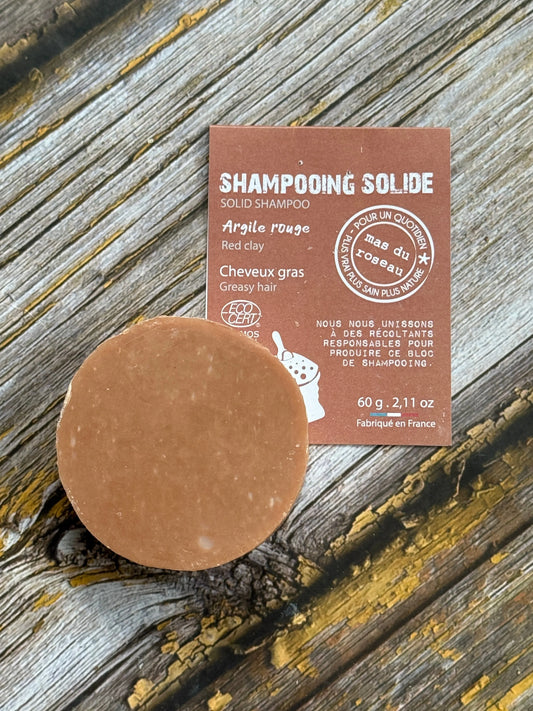 SHAMPOOING SOLIDE
SOLID SHAMPOO
Argile rouge
Red clay
POUR UN QUOTIDIEN
PLUS VRAI PLUS SAIN PLUS NATURE
mas du
roseau
Cheveux gras
Greasy hair
ECO
CERT
NOUS NOUS UNISSONS
À DES RÉCOLTANTS
RESPONSABLES POUR
PRODUIRE CE BLOC
DE SHAMPOOING.
60 g . 2,11 oz
Fabriqué en France